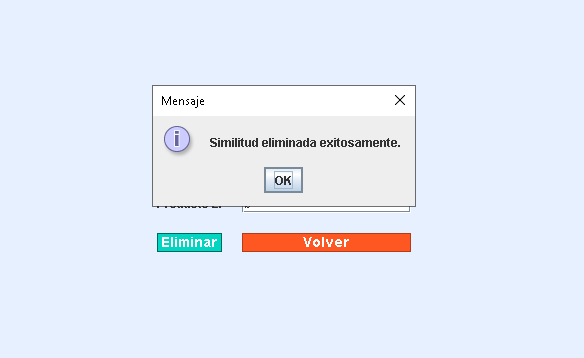 Mensaje
Similitud eliminada exitosamente.
OK
Eliminar
Volver